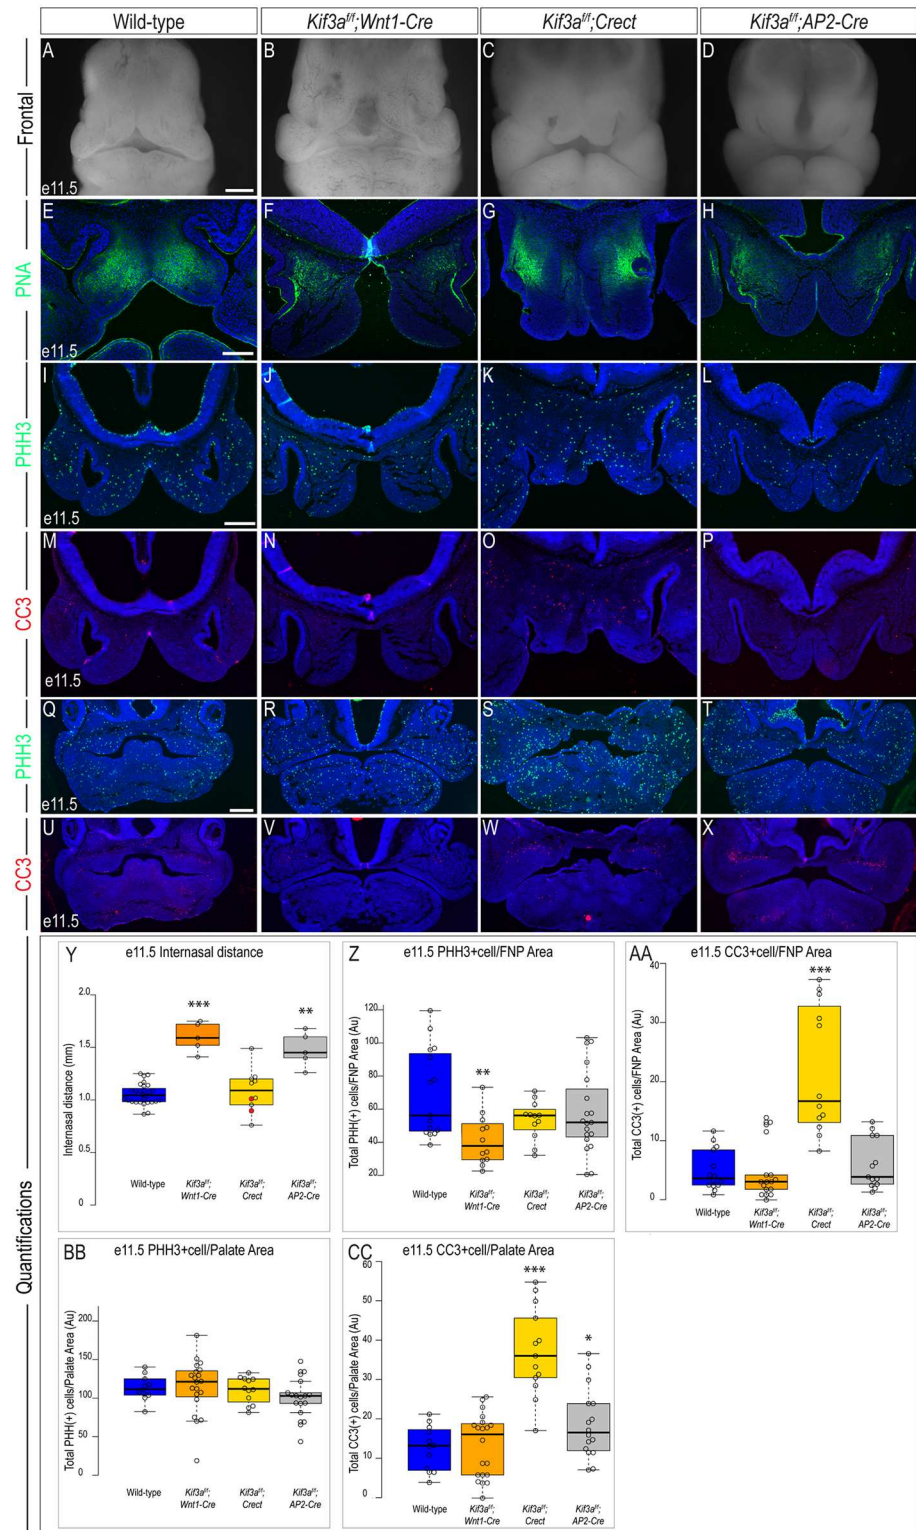 Wild-type
Kif3af/f;Wnt1-Cre
Kif3af/f;Crect
Kif3af/f;AP2-Cre
Frontal
A
B
C
D
e11.5
PNA
E
F
G
H
e11.5
PHH3
I
J
K
L
e11.5
CC3
M
N
O
P
e11.5
PHH3
Q
R
S
T
e11.5
CC3
U
V
W
X
e11.5
Quantifications
Y
e11.5 Internasal distance
Internasal distance (mm)
2.0
1.5
1.0
0.5
0
***
**
Wild-type
Kif3af/f;
Wnt1-Cre
Kif3af/f;
Crect
Kif3af/f;
AP2-Cre
Z
e11.5 PHH3+cell/FNP Area
Total PHH(+) cells/FNP Area (Au)
120
100
80
60
40
20
**
Wild-type
Kif3af/f;
Wnt1-Cre
Kif3af/f;
Crect
Kif3af/f;
AP2-Cre
AA
e11.5 CC3+cell/FNP Area
Total CC3(+) cells/FNP Area (Au)
40
30
20
10
0
***
Wild-type
Kif3af/f;
Wnt1-Cre
Kif3af/f;
Crect
Kif3af/f;
AP2-Cre
BB
e11.5 PHH3+cell/Palate Area
Total PHH(+) cells/Palate Area (Au)
200
150
100
50
0
Wild-type
Kif3af/f;
Wnt1-Cre
Kif3af/f;
Crect
Kif3af/f;
AP2-Cre
CC
e11.5 CC3+cell/Palate Area
Total CC3(+) cells/Palate Area (Au)
60
50
40
30
20
10
0
***
*
Wild-type
Kif3af/f;
Wnt1-Cre
Kif3af/f;
Crect
Kif3af/f;
AP2-Cre